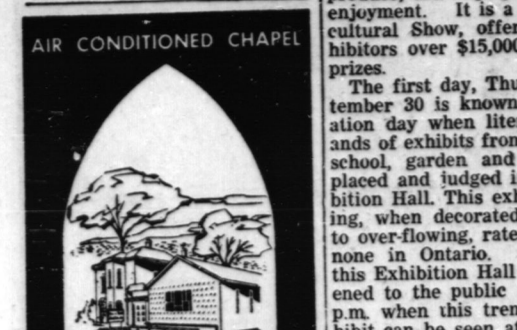 AIR CONDITIONED CHAPEL
enjoyment. It is a
cultural Show, offer
hibitors over $15,000
prizes.
The first day, Thu
tember 30 is known
ation day when lite
ands of exhibits from
school, garden and
placed and judged i
bition Hall. This exh
ing, when decorated
to over-flowing, rate
none in Ontario.
this Exhibition Hall
ened to the public
p.m. when this trem